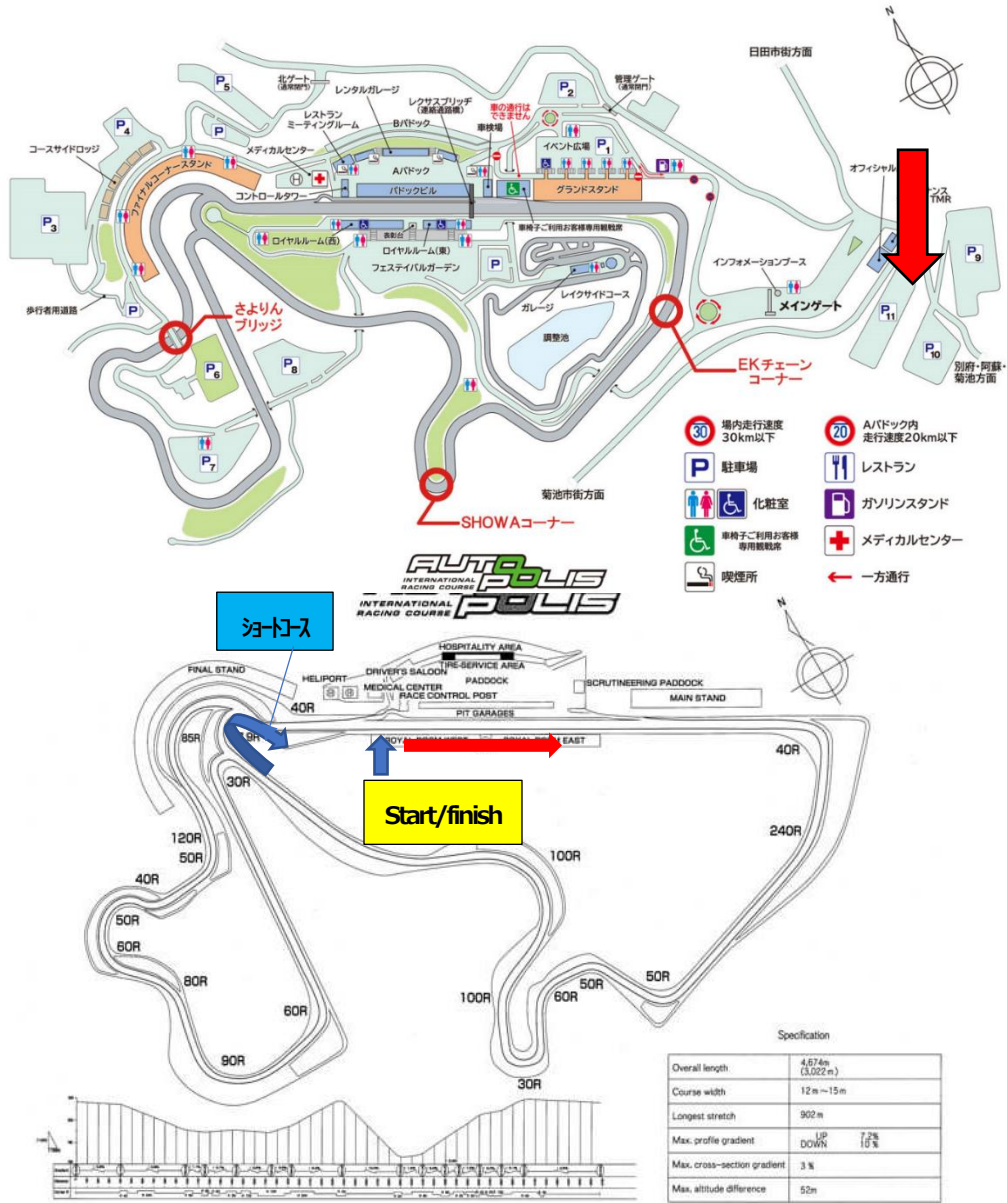 N
日田市街方面
北ゲート
(通常閉門)
レンタルガレージ
レストラン
ミーティングルーム
Bパドック
レクサスブリッヂ
(連絡通路橋)
車検場
車の通行は
できません
管理ゲート
(通常閉門)
P5
P2
P4
P
コースサイドロッジ
メディカルセンター
Aパドック
イベント広場
P1
ファイナルコーナースタンド
H
コントロールタワー
パドックビル
グランドスタンド
オフィシャル
ナンス
TMR
P3
ロイヤルルーム(西)
表彰台
ロイヤルルーム(東)
車椅子ご利用お客様専用観戦席
フェスティバルガーデン
P
P9
ガレージ
レイクサイドコース
インフォメーションブース
メインゲート
歩行者用道路
P
さよりん
ブリッジ
調整池
P11
P6
P8
P10
EKチェーン
コーナー
別府・阿蘇・
菊池方面
P7
菊池市街方面
SHOWAコーナー
30 場内走行速度
30km以下
20 Aパドック内
走行速度20km以下
P 駐車場
レストラン
化粧室
ガソリンスタンド
車椅子ご利用お客様
専用観戦席
メディカルセンター
喫煙所
一方通行
AUTOPOLIS
INTERNATIONAL
RACING COURSE
INTERNATIONAL
RACING COURSE
POLIS
ショートコース
N
HOSPITALITY AREA
FINAL STAND
TIRE-SERVICE AREA
DRIVER'S SALOON
PADDOCK
HELIPORT
MEDICAL CENTER
SCRUTINEERING PADDOCK
RACE CONTROL POST
MAIN STAND
40R
PIT GARAGES
85R
EAST
40R
30R
Start/finish
120R
240R
50R
100R
40R
50R
60R
80R
100R
60R
50R
50R
60R
90R
30R
Specification
Overall length 4,674m
(3,022m)
Course width 12m～15m
Longest stretch 902m
Max. profile gradient UP 7.2%
DOWN 10%
Max. cross-section gradient 3%
Max. altitude difference 52m